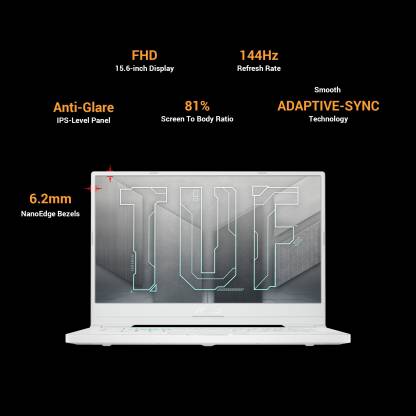 FHD
15.6-inch Display
144Hz
Refresh Rate
Anti-Glare
IPS-Level Panel
81%
Screen To Body Ratio
Smooth
ADAPTIVE-SYNC
Technology
6.2mm
NanoEdge Bezels
TUF